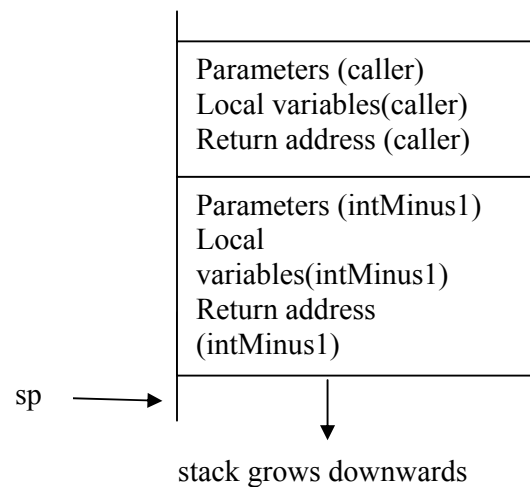 Parameters (caller)
Local variables(caller)
Return address (caller)
Parameters (intMinus1)
Local
variables(intMinus1)
Return address
(intMinus1)
sp
stack grows downwards